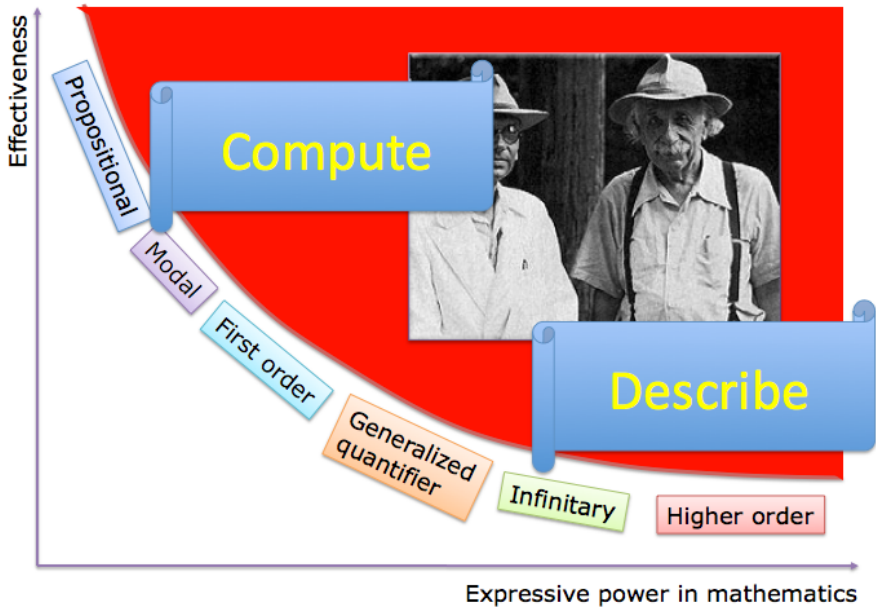 Effectiveness
Propositional
Compute
Modal
First order
Describe
Generalized
quantifier
Infinitary
Higher order
Expressive power in mathematics